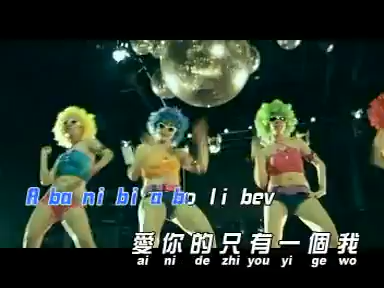 A ba ni bi a bo li bev
愛你的只有一個我
ai ni de zhi you yi ge wo